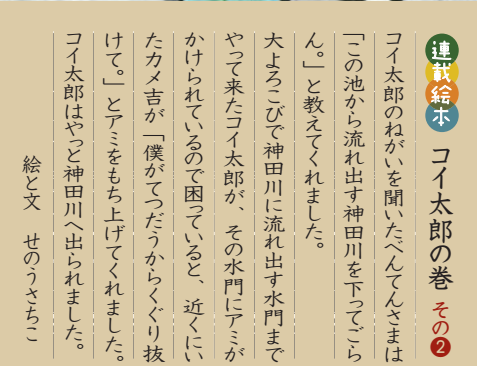 連載絵本
コイ太郎の巻 その2
コイ太郎のねがいを聞いたべんてんさまは
「この池から流れ出す神田川を下ってごら
ん。」と教えてくれました。
大よろこびで神田川に流れ出す水門まで
やって来たコイ太郎が、その水門にアミが
かけられているので困っていると、近くにい
たカメ吉が「僕がてつだうからくぐり抜
けて。」とアミをもち上げてくれました。
コイ太郎はやっと神田川へ出られました。
絵と文 せのうさちこ